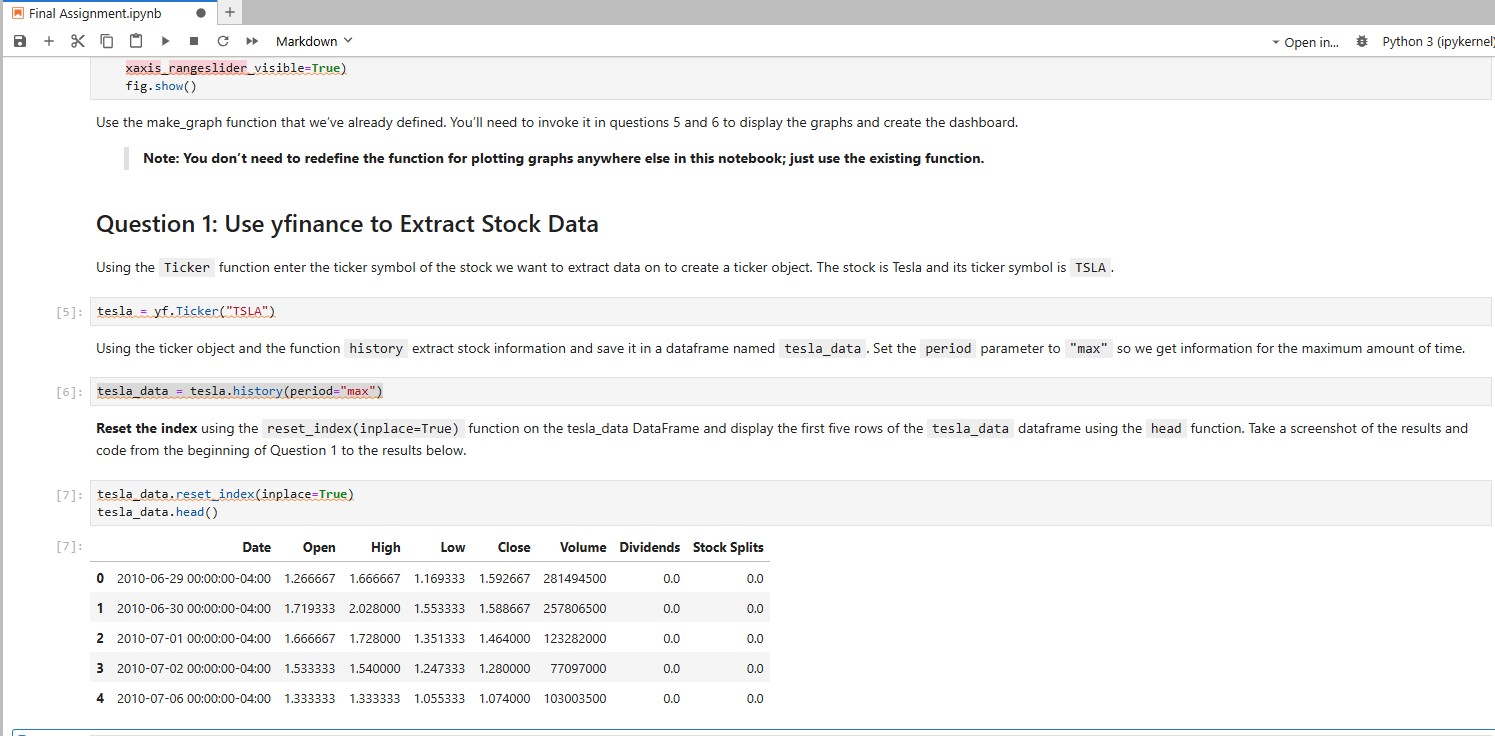 Final Assignment.ipynb
Markdown
Open in...
Python 3 (ipykernel)
xaxis_rangeslider_visible=True)
fig.show()
Use the make_graph function that we've already defined. You'll need to invoke it in questions 5 and 6 to display the graphs and create the dashboard.
Note: You don't need to redefine the function for plotting graphs anywhere else in this notebook; just use the existing function.
Question 1: Use yfinance to Extract Stock Data
Using the Ticker function enter the ticker symbol of the stock we want to extract data on to create a ticker object. The stock is Tesla and its ticker symbol is TSLA.
[5]: tesla = yf.Ticker("TSLA")
Using the ticker object and the function history extract stock information and save it in a dataframe named tesla_data. Set the period parameter to "max" so we get information for the maximum amount of time.
[6]: tesla_data = tesla.history(period="max")
Reset the index using the reset_index(inplace=True) function on the tesla_data DataFrame and display the first five rows of the tesla_data dataframe using the head function. Take a screenshot of the results and
code from the beginning of Question 1 to the results below.
[7]: tesla_data.reset_index(inplace=True)
tesla_data.head()
[7]: Date Open High Low Close Volume Dividends Stock Splits
0 2010-06-29 00:00:00-04:00 1.266667 1.666667 1.169333 1.592667 281494500 0.0 0.0
1 2010-06-30 00:00:00-04:00 1.719333 2.028000 1.553333 1.588667 257806500 0.0 0.0
2 2010-07-01 00:00:00-04:00 1.666667 1.728000 1.351333 1.464000 123282000 0.0 0.0
3 2010-07-02 00:00:00-04:00 1.533333 1.540000 1.247333 1.280000 77097000 0.0 0.0
4 2010-07-06 00:00:00-04:00 1.333333 1.333333 1.055333 1.074000 103003500 0.0 0.0